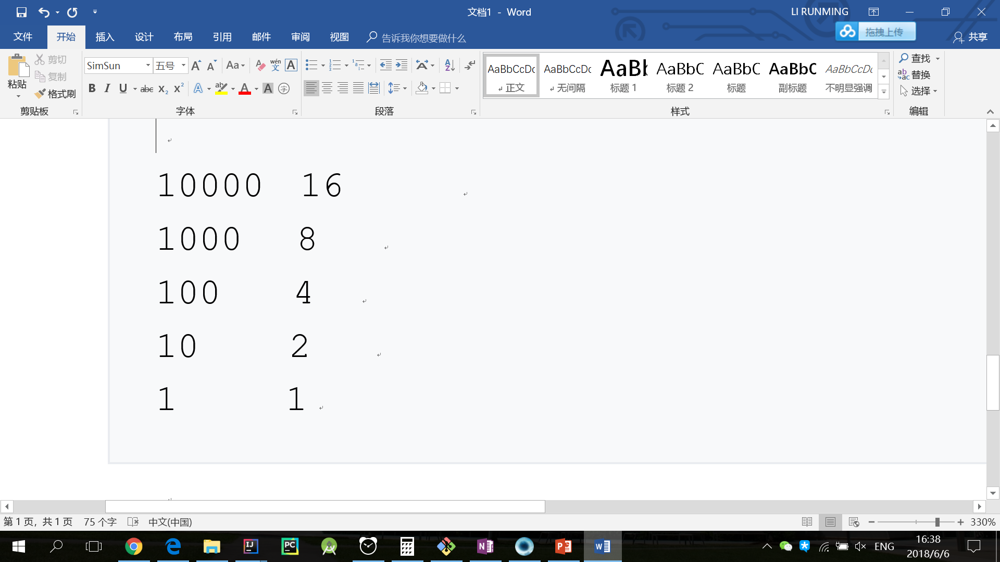 文档1 - Word
LI RUNMING
拖拽上传
文件 开始 插入 设计 布局 引用 邮件 审阅 视图 告诉我你想要做什么 共享
粘贴 剪切 复制 格式刷
SimSun 五号
AaBbCcDc AaBbCcDc AaBl AaBbC AaBbC AaBbC AaBbCcDc
正文 无间隔 标题 1 标题 2 标题 副标题 不明显强调
查找
替换
选择
剪贴板 字体 段落 样式 编辑
10000 16
1000 8
100 4
10 2
1 1
第 1 页，共 1 页 75 个字 中文(中国) 330%
ENG 16:38
2018/6/6